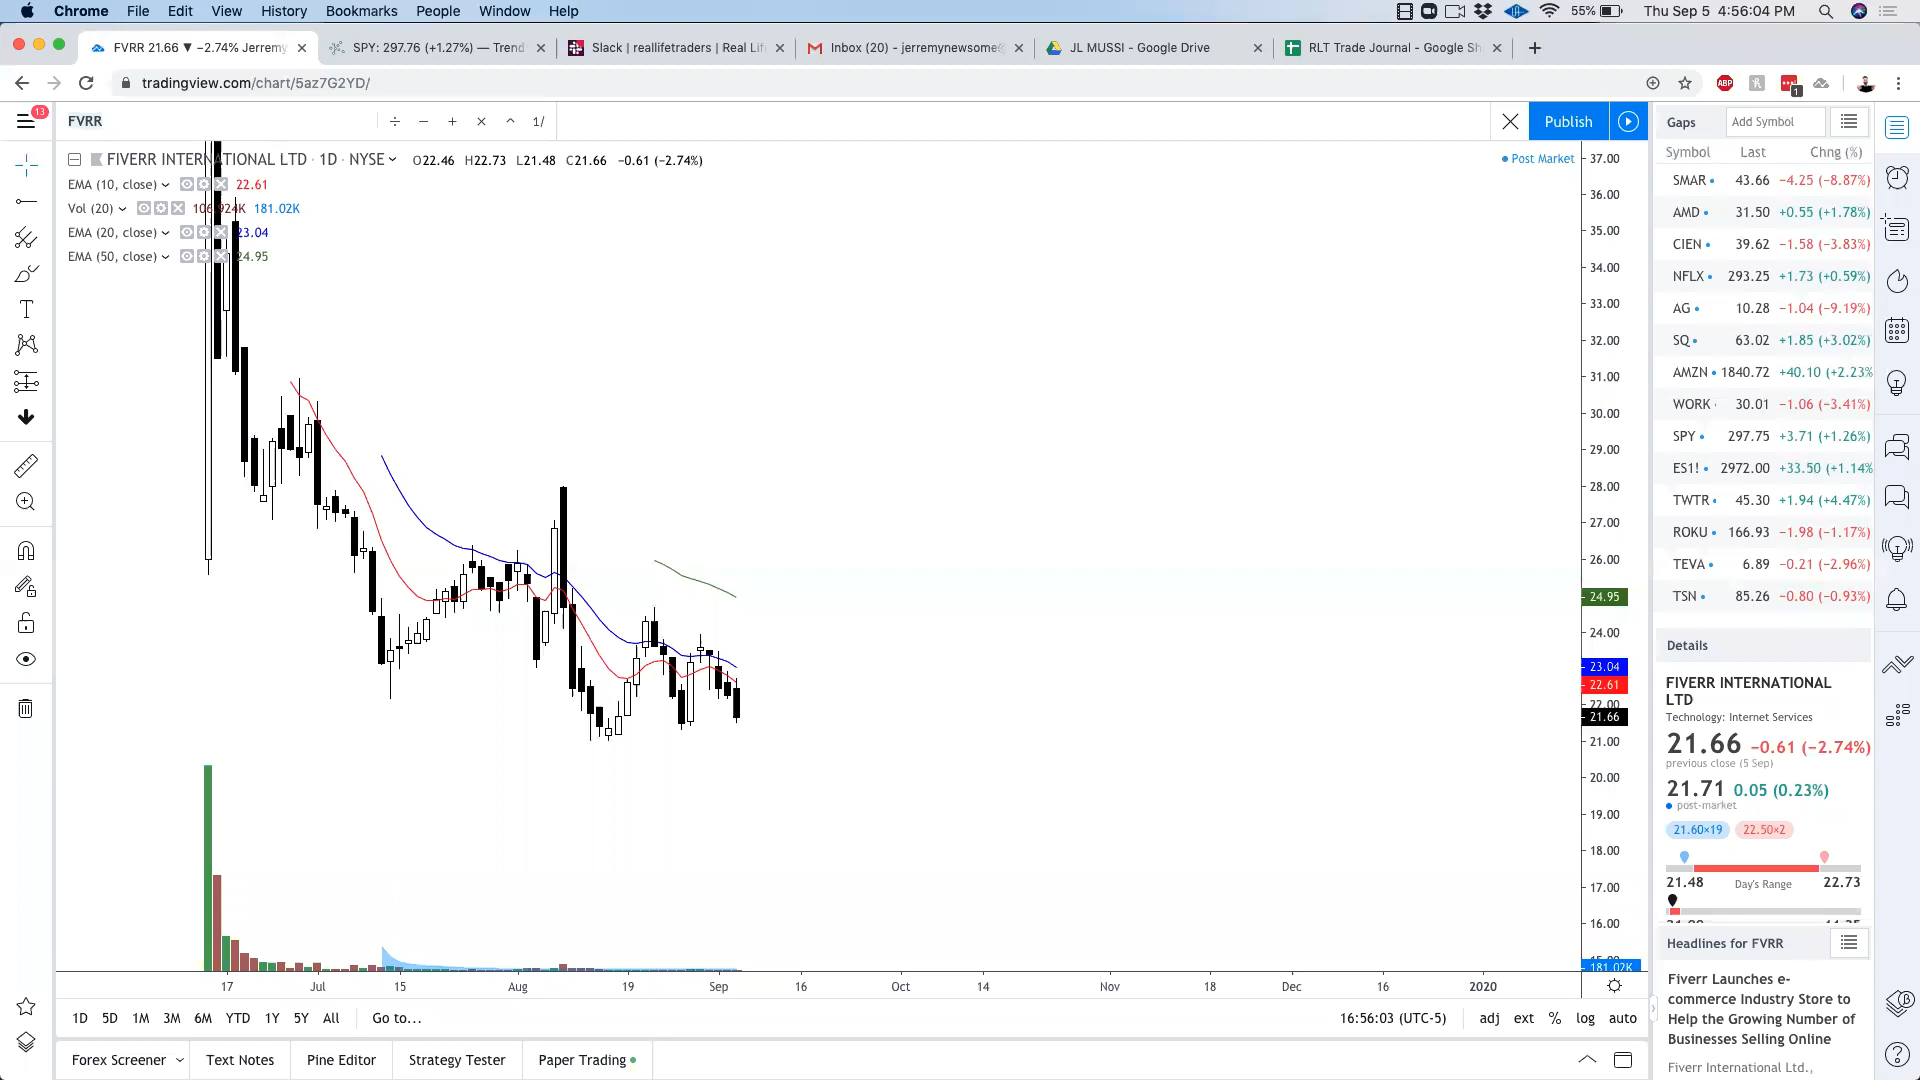 Chrome File Edit View History Bookmarks People Window Help 55% Thu Sep 5 4:56:04 PM
FVRR 21.66 ▼ −2.74% Jerremy SPY: 297.76 (+1.27%) — Trend Slack | reallifetraders | Real Lif Inbox (20) - jerremynewsome@ JL MUSSI - Google Drive RLT Trade Journal - Google Sh
tradingview.com/chart/5az7G2YD/ ABP 1
13 FVRR ÷ − + × ^ 1/ Publish
FIVERR INTERNATIONAL LTD · 1D · NYSE O22.46 H22.73 L21.48 C21.66 −0.61 (−2.74%) Post Market
EMA (10, close) 22.61
Vol (20) 106.924K 181.02K
EMA (20, close) 23.04
EMA (50, close) 24.95
37.00
36.00
35.00
34.00
33.00
32.00
31.00
30.00
29.00
28.00
27.00
26.00
24.95
24.00
23.04
22.61
22.00
21.66
21.00
20.00
19.00
18.00
17.00
16.00
181.02K
17 Jul 15 Aug 19 Sep 16 Oct 14 Nov 18 Dec 16 2020
1D 5D 1M 3M 6M YTD 1Y 5Y All Go to... 16:56:03 (UTC-5) adj ext % log auto
Forex Screener Text Notes Pine Editor Strategy Tester Paper Trading
Gaps Add Symbol
Symbol Last Chng (%)
SMAR 43.66 −4.25 (−8.87%)
AMD 31.50 +0.55 (+1.78%)
CIEN 39.62 −1.58 (−3.83%)
NFLX 293.25 +1.73 (+0.59%)
AG 10.28 −1.04 (−9.19%)
SQ 63.02 +1.85 (+3.02%)
AMZN 1840.72 +40.10 (+2.23%
WORK 30.01 −1.06 (−3.41%)
SPY 297.75 +3.71 (+1.26%)
ES1! 2972.00 +33.50 (+1.14%
TWTR 45.30 +1.94 (+4.47%)
ROKU 166.93 −1.98 (−1.17%)
TEVA 6.89 −0.21 (−2.96%)
TSN 85.26 −0.80 (−0.93%)
Details
FIVERR INTERNATIONAL
LTD
Technology: Internet Services
21.66 −0.61 (−2.74%)
previous close (5 Sep)
21.71 0.05 (0.23%)
post-market
21.60×19 22.50×2
21.48 Day's Range 22.73
Headlines for FVRR
Fiverr Launches e-
commerce Industry Store to
Help the Growing Number of
Businesses Selling Online
Fiverr International Ltd.,